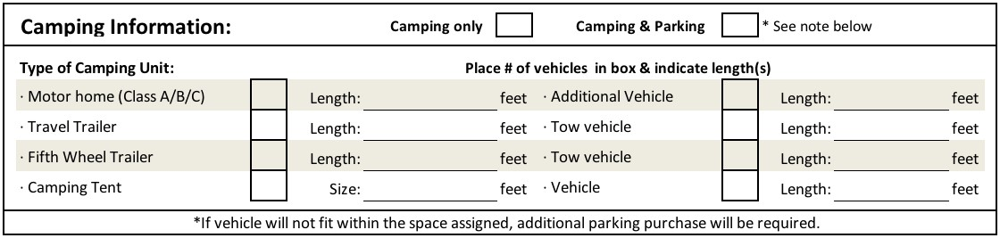 Camping Information: Camping only Camping & Parking * See note below
Type of Camping Unit: Place # of vehicles in box & indicate length(s)
· Motor home (Class A/B/C) Length: feet · Additional Vehicle Length: feet
· Travel Trailer Length: feet · Tow vehicle Length: feet
· Fifth Wheel Trailer Length: feet · Tow vehicle Length: feet
· Camping Tent Size: feet · Vehicle Length: feet
*If vehicle will not fit within the space assigned, additional parking purchase will be required.